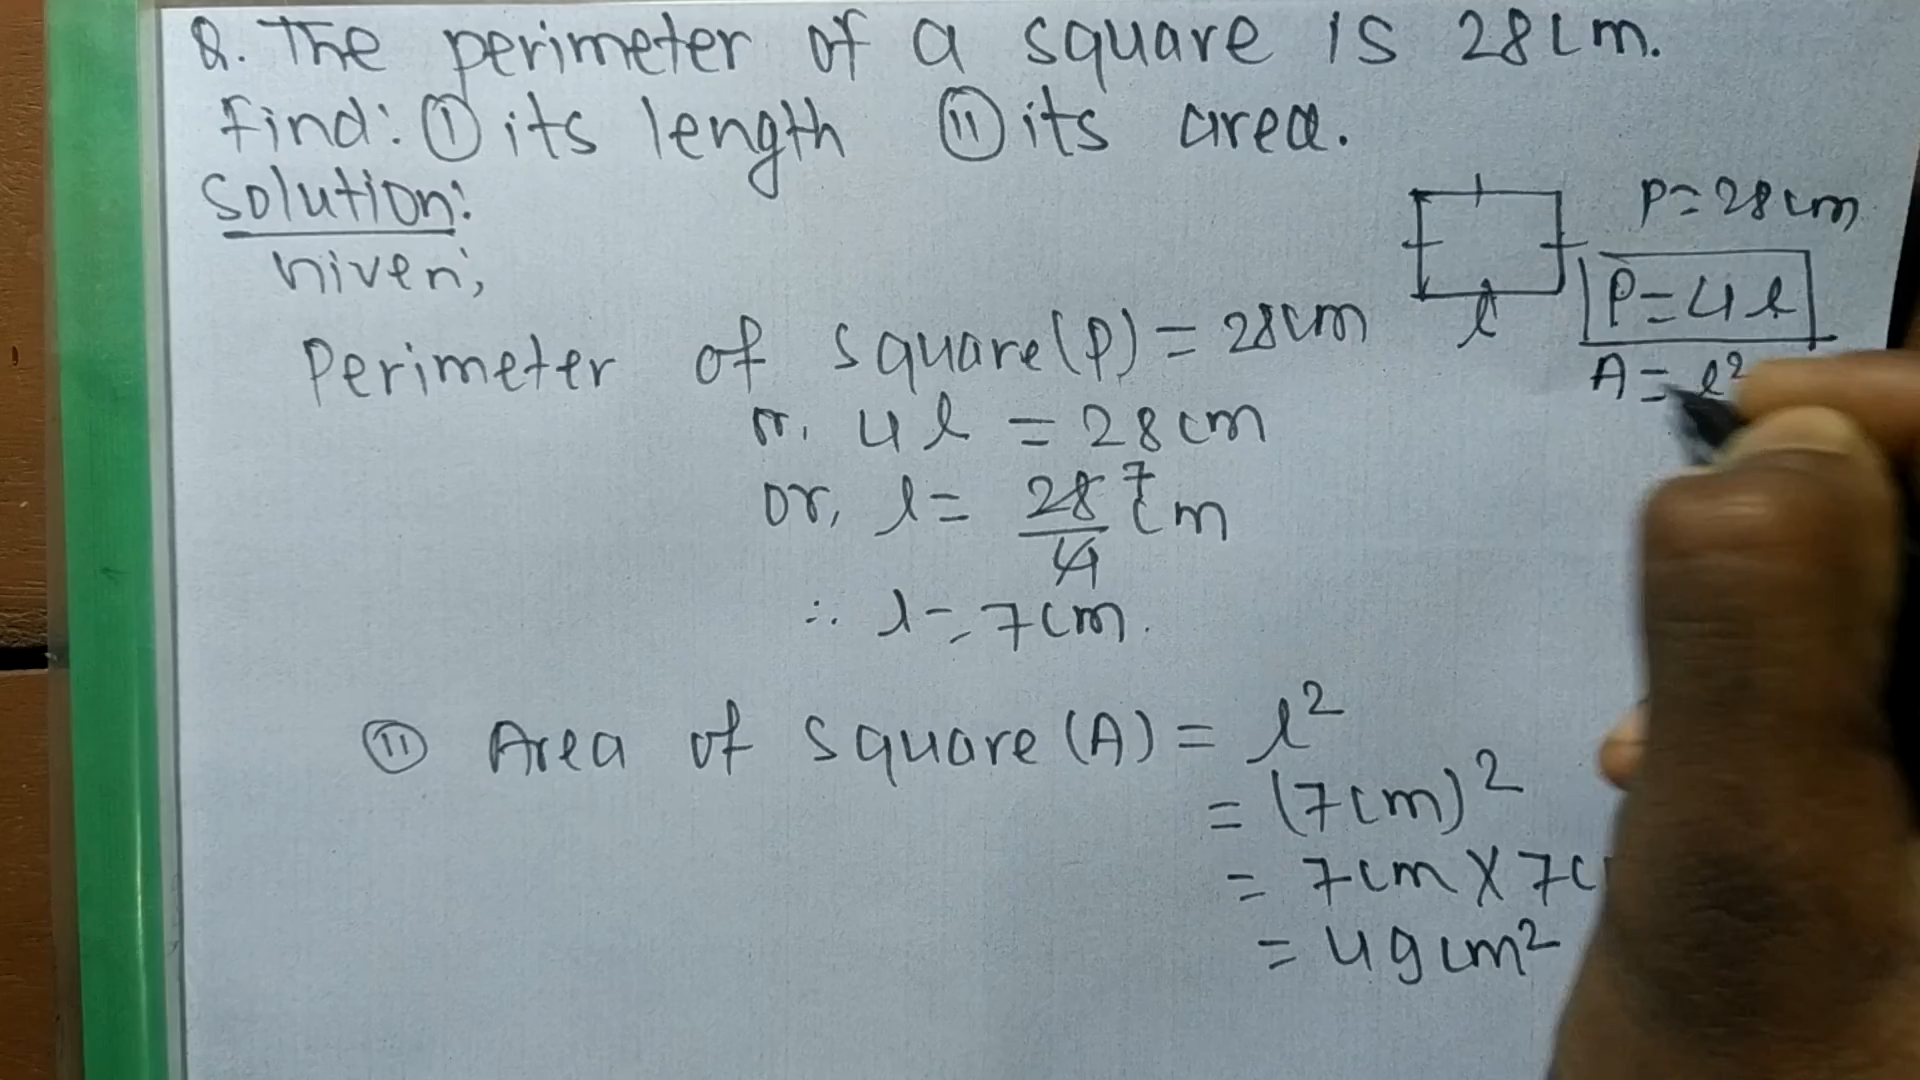 Q. The perimeter of a square is 28cm.
Find: (i) its length (ii) its area.
Solution:
Given,
Perimeter of square(P) = 28cm
or, 4l = 28cm
or, l = 28/4 7 cm
∴ l = 7cm.
(ii) Area of square (A) = l²
= (7cm)²
= 7cm × 7c
= 49cm²
P = 28cm
l
P = 4l
A = l²